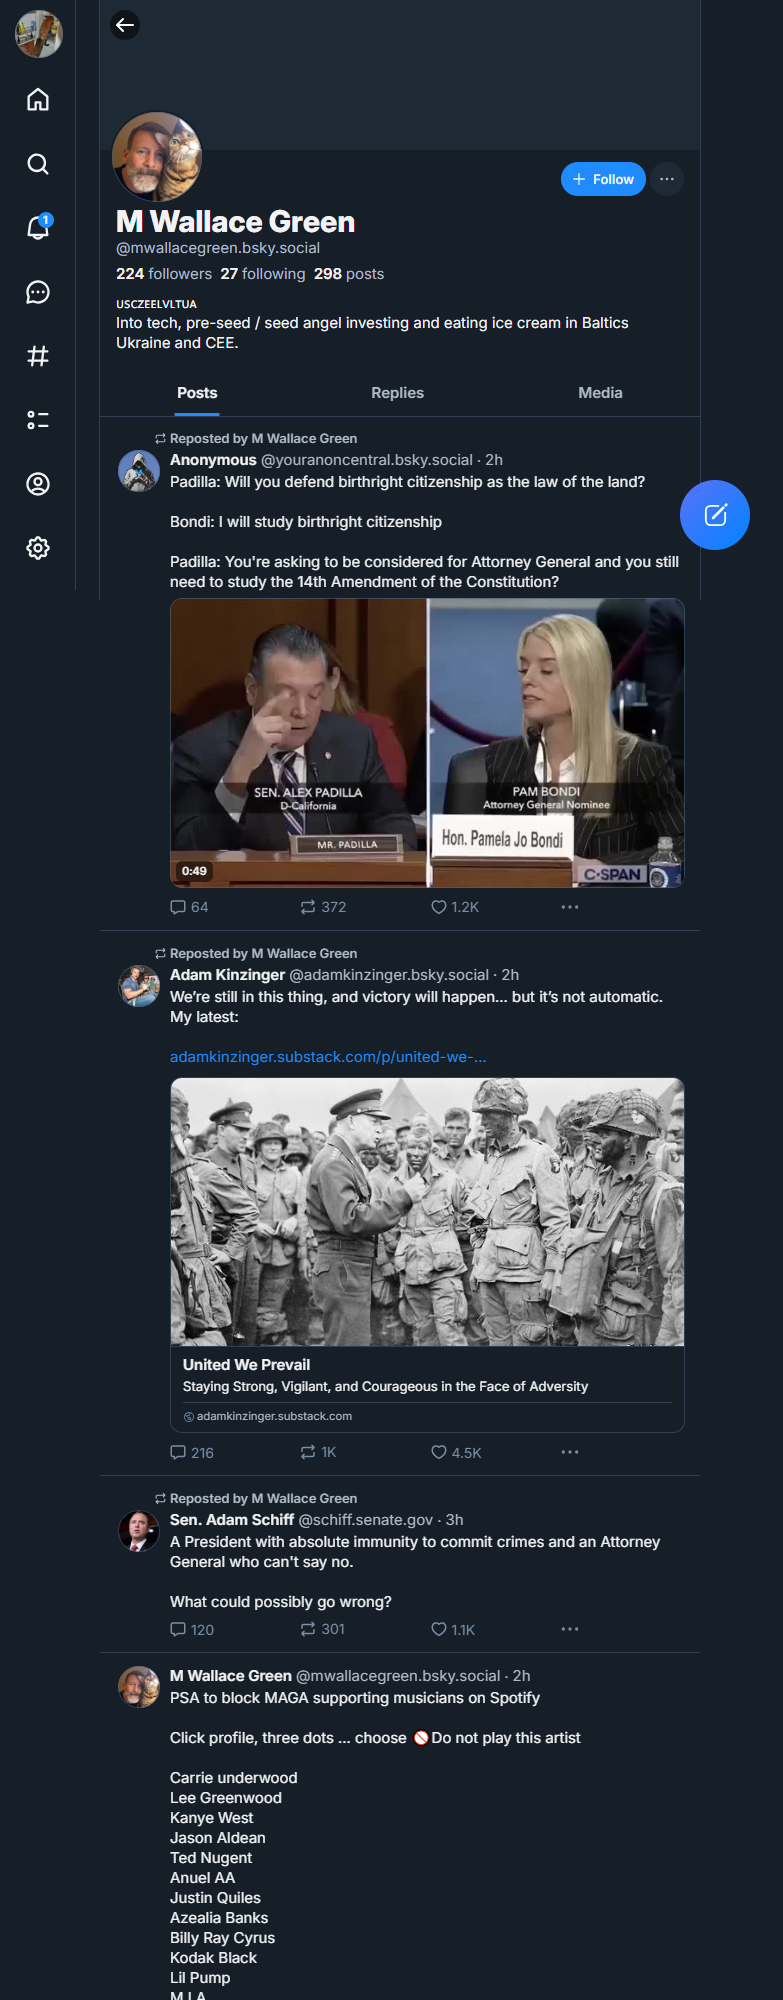 1
Follow
M Wallace Green
@mwallacegreen.bsky.social
224 followers 27 following 298 posts
USCZEELVLTUA
Into tech, pre-seed / seed angel investing and eating ice cream in Baltics
Ukraine and CEE.
Posts Replies Media
Reposted by M Wallace Green
Anonymous @youranoncentral.bsky.social · 2h
Padilla: Will you defend birthright citizenship as the law of the land?
Bondi: I will study birthright citizenship
Padilla: You're asking to be considered for Attorney General and you still
need to study the 14th Amendment of the Constitution?
SEN. ALEX PADILLA
D-California
MR. PADILLA
PAM BONDI
Attorney General Nominee
Hon. Pamela Jo Bondi
C-SPAN
0:49
64 372 1.2K
Reposted by M Wallace Green
Adam Kinzinger @adamkinzinger.bsky.social · 2h
We’re still in this thing, and victory will happen... but it’s not automatic.
My latest:
adamkinzinger.substack.com/p/united-we-...
United We Prevail
Staying Strong, Vigilant, and Courageous in the Face of Adversity
adamkinzinger.substack.com
216 1K 4.5K
Reposted by M Wallace Green
Sen. Adam Schiff @schiff.senate.gov · 3h
A President with absolute immunity to commit crimes and an Attorney
General who can't say no.
What could possibly go wrong?
120 301 1.1K
M Wallace Green @mwallacegreen.bsky.social · 2h
PSA to block MAGA supporting musicians on Spotify
Click profile, three dots ... choose 🚫Do not play this artist
Carrie underwood
Lee Greenwood
Kanye West
Jason Aldean
Ted Nugent
Anuel AA
Justin Quiles
Azealia Banks
Billy Ray Cyrus
Kodak Black
Lil Pump